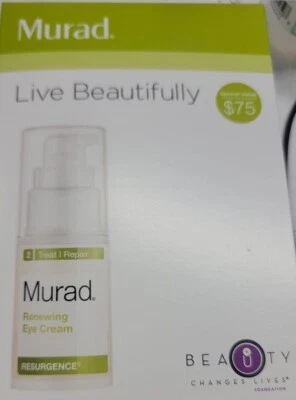 Murad.
Live Beautifully
Special Value
$75
2 Treat | Repair
Murad.
Renewing
Eye Cream
RESURGENCE®
BEAUTY
CHANGES LIVES®
FOUNDATION